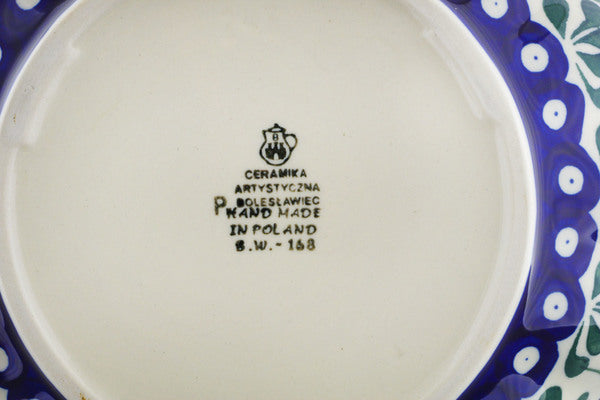 CERAMIKA
ARTYSTYCZNA
P BOLESŁAWIEC
HAND MADE
IN POLAND
B.W.-168